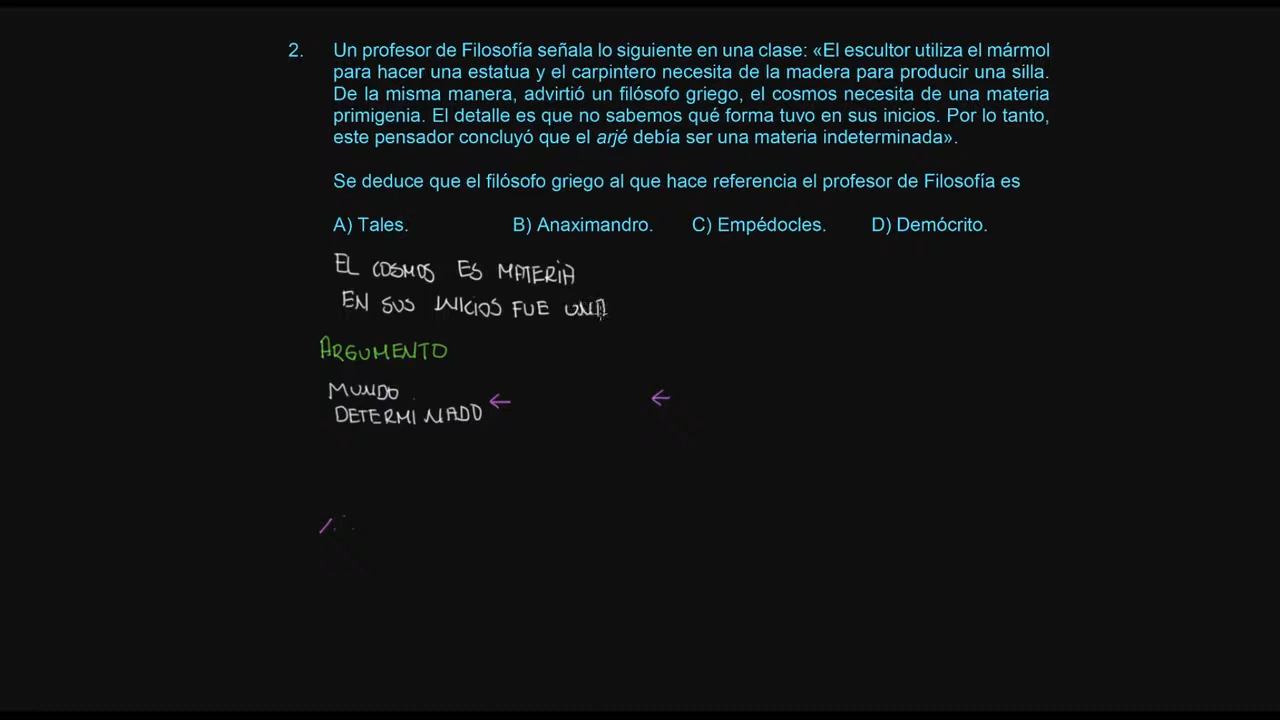 2. Un profesor de Filosofía señala lo siguiente en una clase: «El escultor utiliza el mármol
para hacer una estatua y el carpintero necesita de la madera para producir una silla.
De la misma manera, advirtió un filósofo griego, el cosmos necesita de una materia
primigenia. El detalle es que no sabemos qué forma tuvo en sus inicios. Por lo tanto,
este pensador concluyó que el arjé debía ser una materia indeterminada».
Se deduce que el filósofo griego al que hace referencia el profesor de Filosofía es
A) Tales. B) Anaximandro. C) Empédocles. D) Demócrito.
EL COSMOS ES MATERIA
EN SUS INICIOS FUE UNA
ARGUMENTO
MUNDO ← ←
DETERMINADO